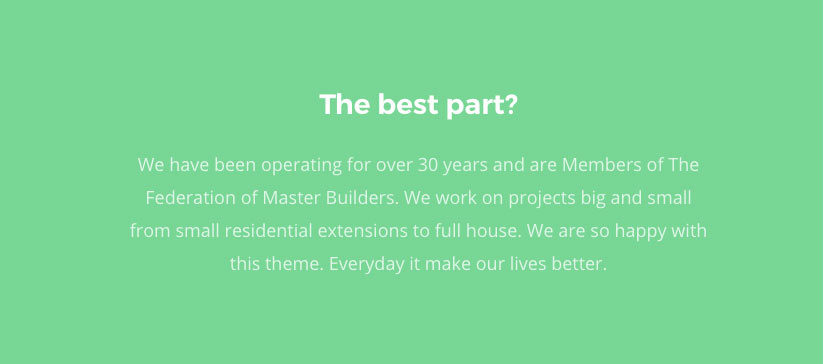 The best part?
We have been operating for over 30 years and are Members of The
Federation of Master Builders. We work on projects big and small
from small residential extensions to full house. We are so happy with
this theme. Everyday it make our lives better.